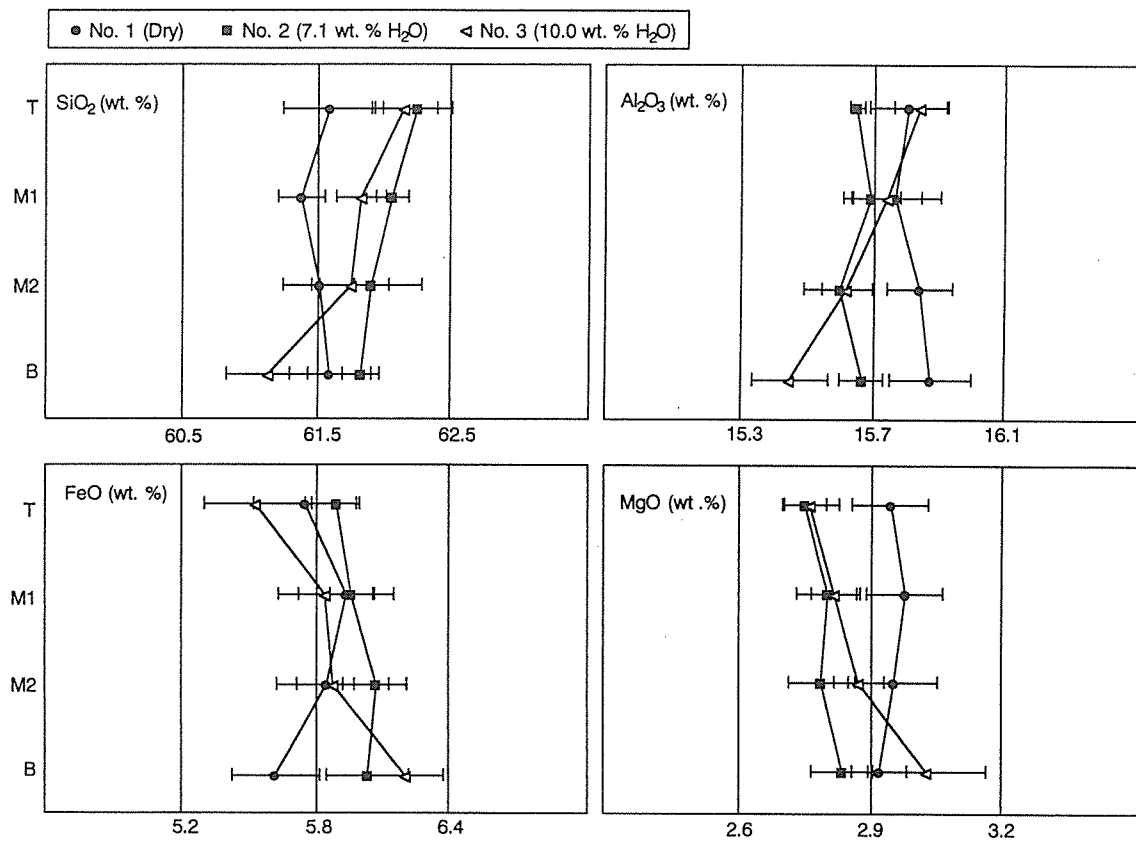 No. 1 (Dry) No. 2 (7.1 wt. % H₂O) No. 3 (10.0 wt. % H₂O)
T SiO₂ (wt. %) Al₂O₃ (wt. %)
M1
M2
B
60.5 61.5 62.5 15.3 15.7 16.1
T FeO (wt. %) MgO (wt .%)
M1
M2
B
5.2 5.8 6.4 2.6 2.9 3.2